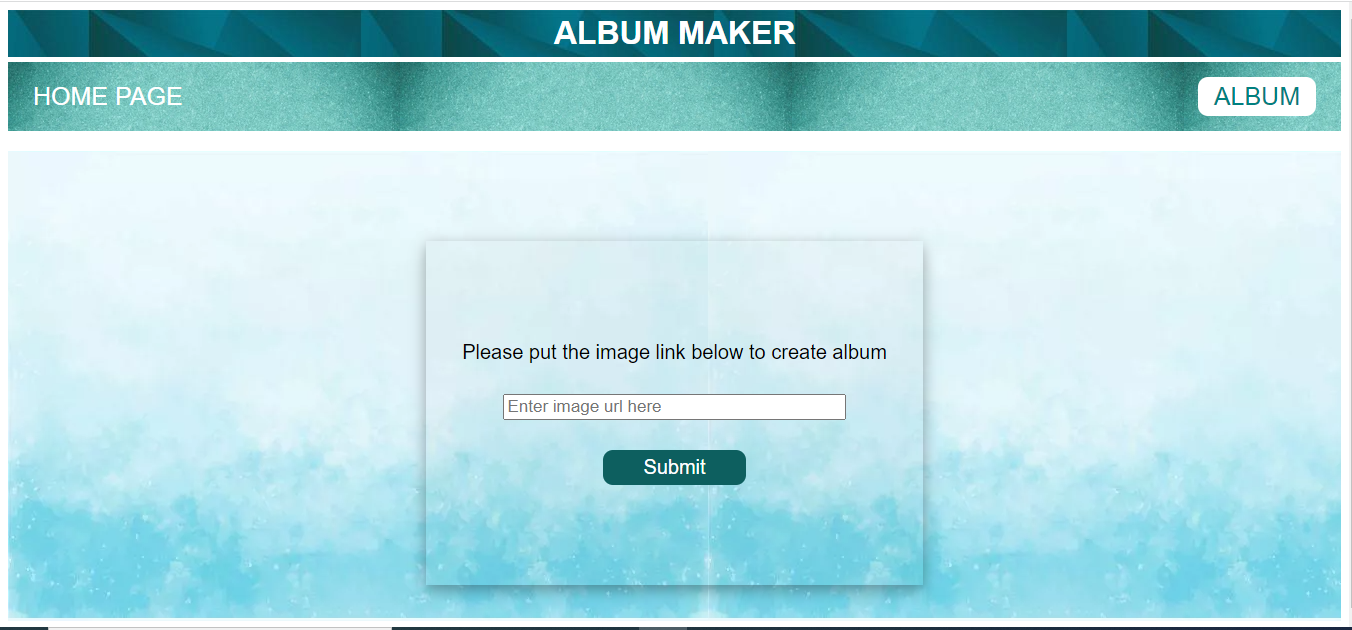 ALBUM MAKER
HOME PAGE
ALBUM
Please put the image link below to create album
Enter image url here
Submit